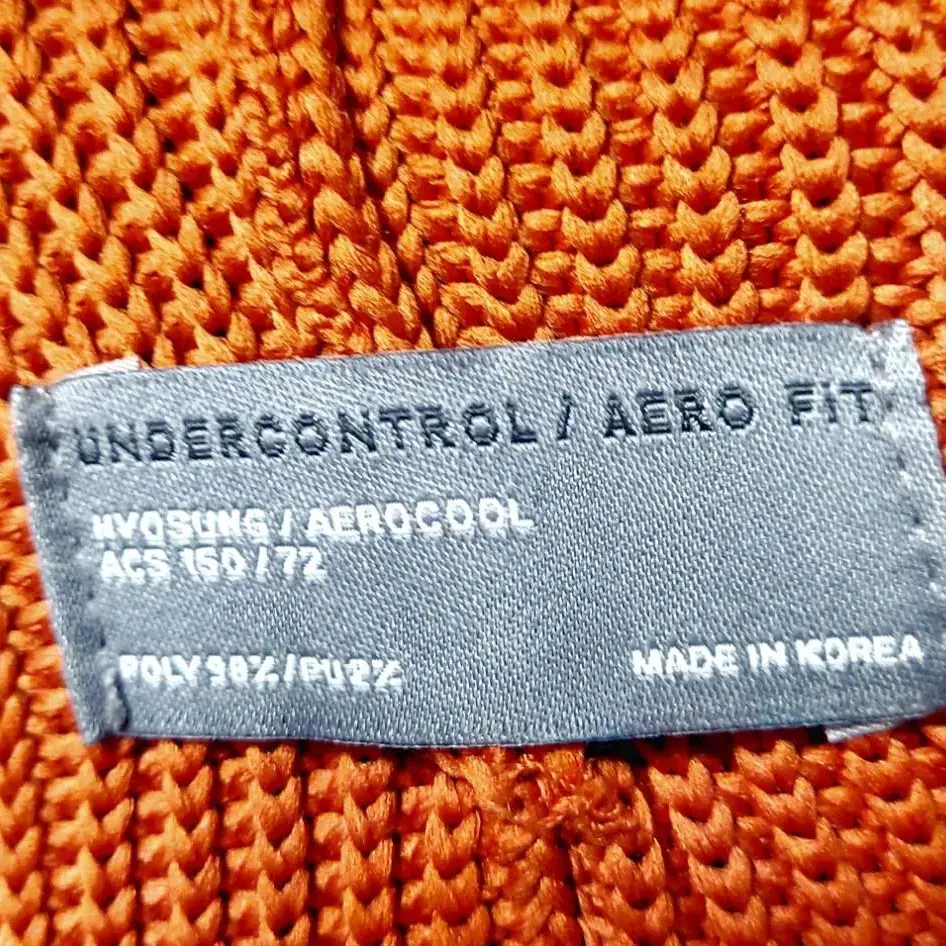 UNDERCONTROL / AERO FIT
HYOSUNG / AEROCOOL
ACS 150 / 72
POLY 98% / PU 2%
MADE IN KOREA